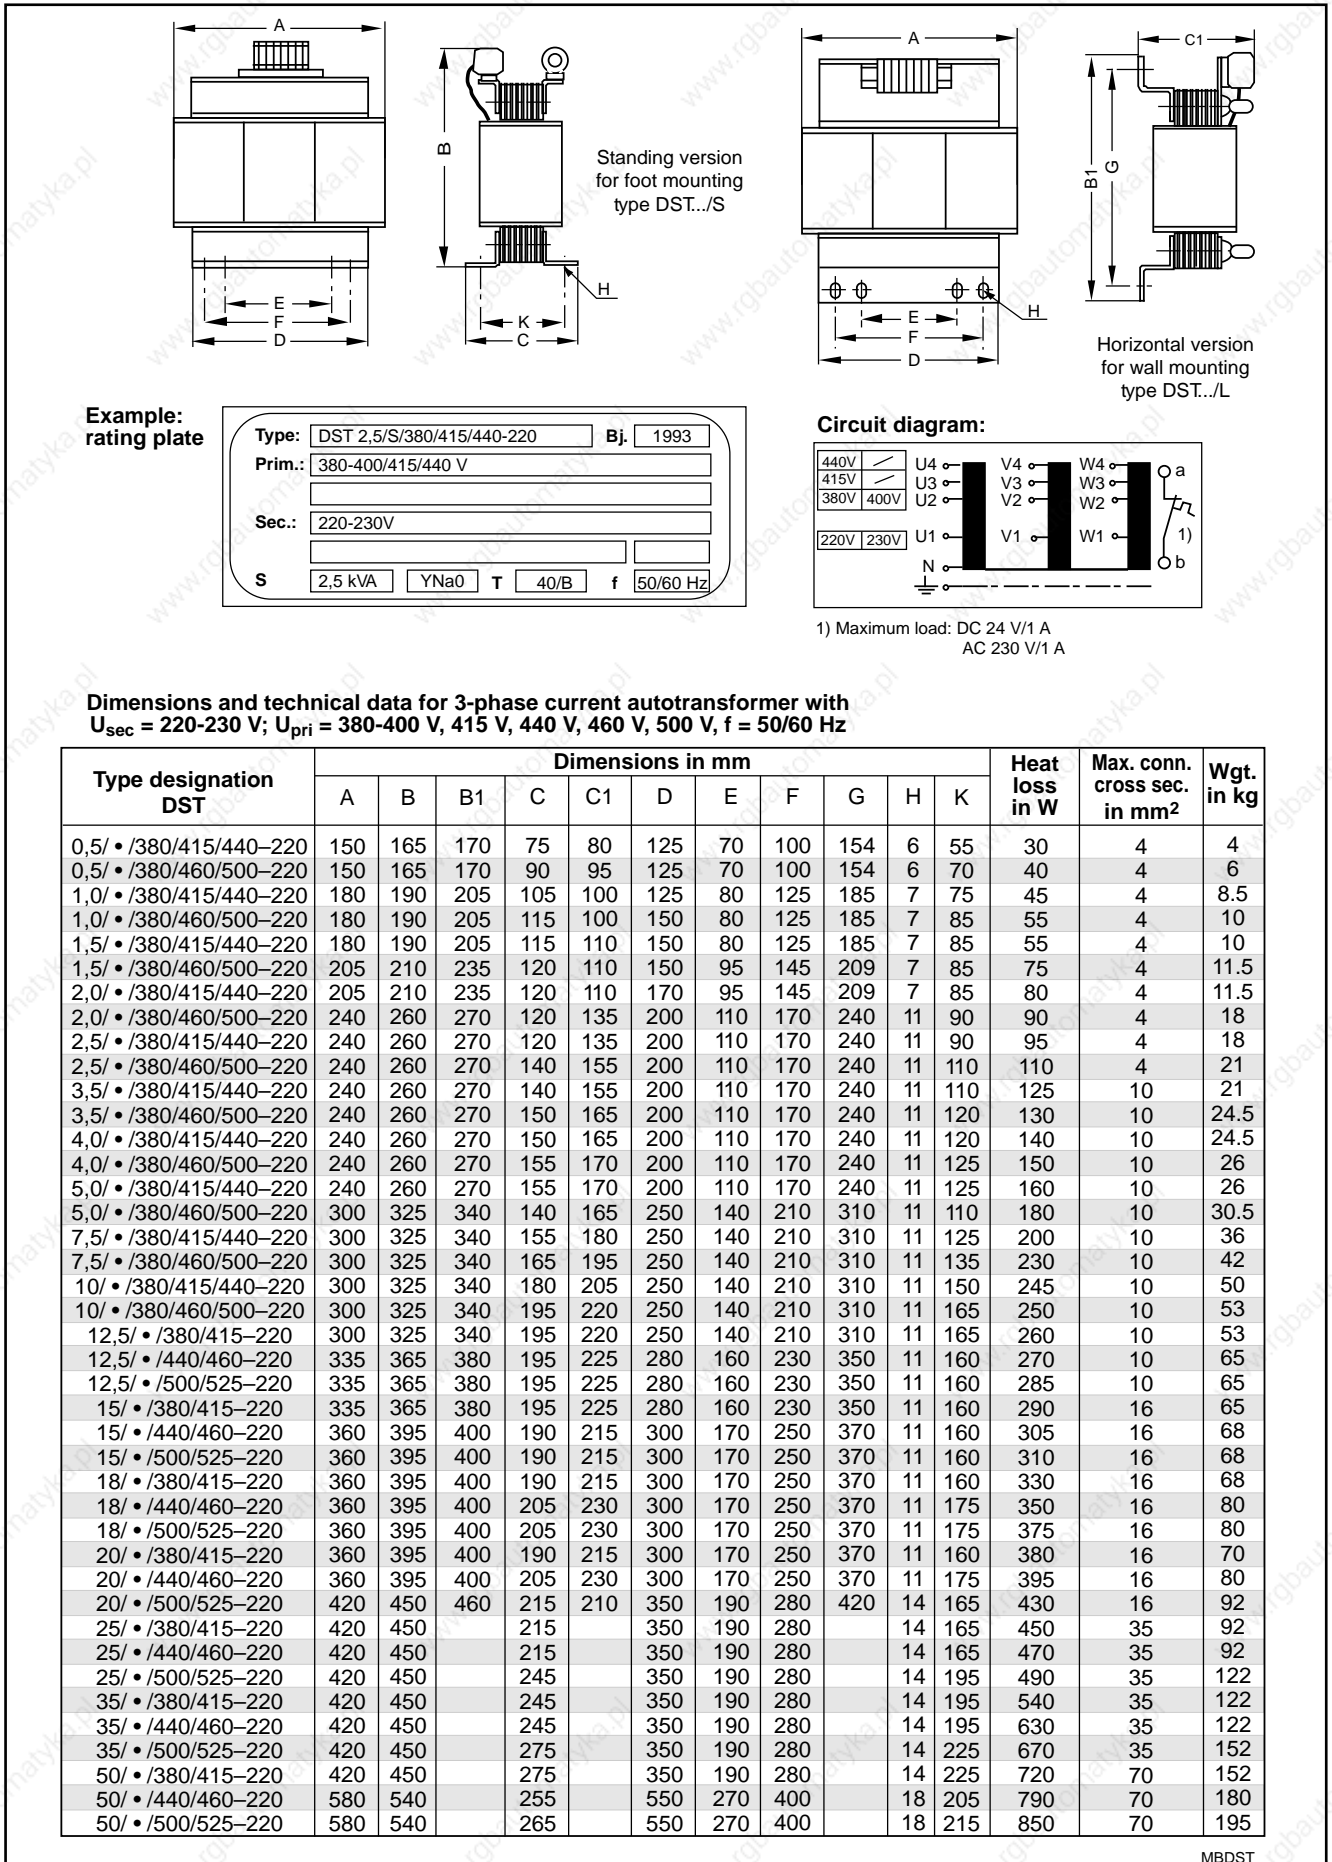 A
B
Standing version
for foot mounting
type DST.../S
H
E
F
D
K
C
A
C1
B1
G
H
E
F
D
Horizontal version
for wall mounting
type DST.../L
Example:
rating plate
Type: DST 2,5/S/380/415/440-220 Bj. 1993
Prim.: 380-400/415/440 V
Sec.: 220-230V
S 2,5 kVA YNa0 T 40/B f 50/60 Hz
Circuit diagram:
440V U4 V4 W4 a
415V U3 V3 W3
380V 400V U2 V2 W2
220V 230V U1 V1 W1 1)
N b
1) Maximum load: DC 24 V/1 A
AC 230 V/1 A
Dimensions and technical data for 3-phase current autotransformer with
Usec = 220-230 V; Upri = 380-400 V, 415 V, 440 V, 460 V, 500 V, f = 50/60 Hz
Type designation DST Dimensions in mm Heat loss in W Max. conn. cross sec. in mm2 Wgt. in kg
A B B1 C C1 D E F G H K
0,5/ • /380/415/440–220 150 165 170 75 80 125 70 100 154 6 55 30 4 4
0,5/ • /380/460/500–220 150 165 170 90 95 125 70 100 154 6 70 40 4 6
1,0/ • /380/415/440–220 180 190 205 105 100 125 80 125 185 7 75 45 4 8.5
1,0/ • /380/460/500–220 180 190 205 115 100 150 80 125 185 7 85 55 4 10
1,5/ • /380/415/440–220 180 190 205 115 110 150 80 125 185 7 85 55 4 10
1,5/ • /380/460/500–220 205 210 235 120 110 150 95 145 209 7 85 75 4 11.5
2,0/ • /380/415/440–220 205 210 235 120 110 170 95 145 209 7 85 80 4 11.5
2,0/ • /380/460/500–220 240 260 270 120 135 200 110 170 240 11 90 90 4 18
2,5/ • /380/415/440–220 240 260 270 120 135 200 110 170 240 11 90 95 4 18
2,5/ • /380/460/500–220 240 260 270 140 155 200 110 170 240 11 110 110 4 21
3,5/ • /380/415/440–220 240 260 270 140 155 200 110 170 240 11 110 125 10 21
3,5/ • /380/460/500–220 240 260 270 150 165 200 110 170 240 11 120 130 10 24.5
4,0/ • /380/415/440–220 240 260 270 150 165 200 110 170 240 11 120 140 10 24.5
4,0/ • /380/460/500–220 240 260 270 155 170 200 110 170 240 11 125 150 10 26
5,0/ • /380/415/440–220 240 260 270 155 170 200 110 170 240 11 125 160 10 26
5,0/ • /380/460/500–220 300 325 340 140 165 250 140 210 310 11 110 180 10 30.5
7,5/ • /380/415/440–220 300 325 340 155 180 250 140 210 310 11 125 200 10 36
7,5/ • /380/460/500–220 300 325 340 165 195 250 140 210 310 11 135 230 10 42
10/ • /380/415/440–220 300 325 340 180 205 250 140 210 310 11 150 245 10 50
10/ • /380/460/500–220 300 325 340 195 220 250 140 210 310 11 165 250 10 53
12,5/ • /380/415–220 300 325 340 195 220 250 140 210 310 11 165 260 10 53
12,5/ • /440/460–220 335 365 380 195 225 280 160 230 350 11 160 270 10 65
12,5/ • /500/525–220 335 365 380 195 225 280 160 230 350 11 160 285 10 65
15/ • /380/415–220 335 365 380 195 225 280 160 230 350 11 160 290 16 65
15/ • /440/460–220 360 395 400 190 215 300 170 250 370 11 160 305 16 68
15/ • /500/525–220 360 395 400 190 215 300 170 250 370 11 160 310 16 68
18/ • /380/415–220 360 395 400 190 215 300 170 250 370 11 160 330 16 68
18/ • /440/460–220 360 395 400 205 230 300 170 250 370 11 175 350 16 80
18/ • /500/525–220 360 395 400 205 230 300 170 250 370 11 175 375 16 80
20/ • /380/415–220 360 395 400 190 215 300 170 250 370 11 160 380 16 70
20/ • /440/460–220 360 395 400 205 230 300 170 250 370 11 175 395 16 80
20/ • /500/525–220 420 450 460 215 210 350 190 280 420 14 165 430 16 92
25/ • /380/415–220 420 450 215 350 190 280 14 165 450 35 92
25/ • /440/460–220 420 450 215 350 190 280 14 165 470 35 92
25/ • /500/525–220 420 450 245 350 190 280 14 195 490 35 122
35/ • /380/415–220 420 450 245 350 190 280 14 195 540 35 122
35/ • /440/460–220 420 450 245 350 190 280 14 195 630 35 122
35/ • /500/525–220 420 450 275 350 190 280 14 225 670 35 152
50/ • /380/415–220 420 450 275 350 190 280 14 225 720 70 152
50/ • /440/460–220 580 540 255 550 270 400 18 205 790 70 180
50/ • /500/525–220 580 540 265 550 270 400 18 215 850 70 195
MBDST
www.rgbautomatyka.pl